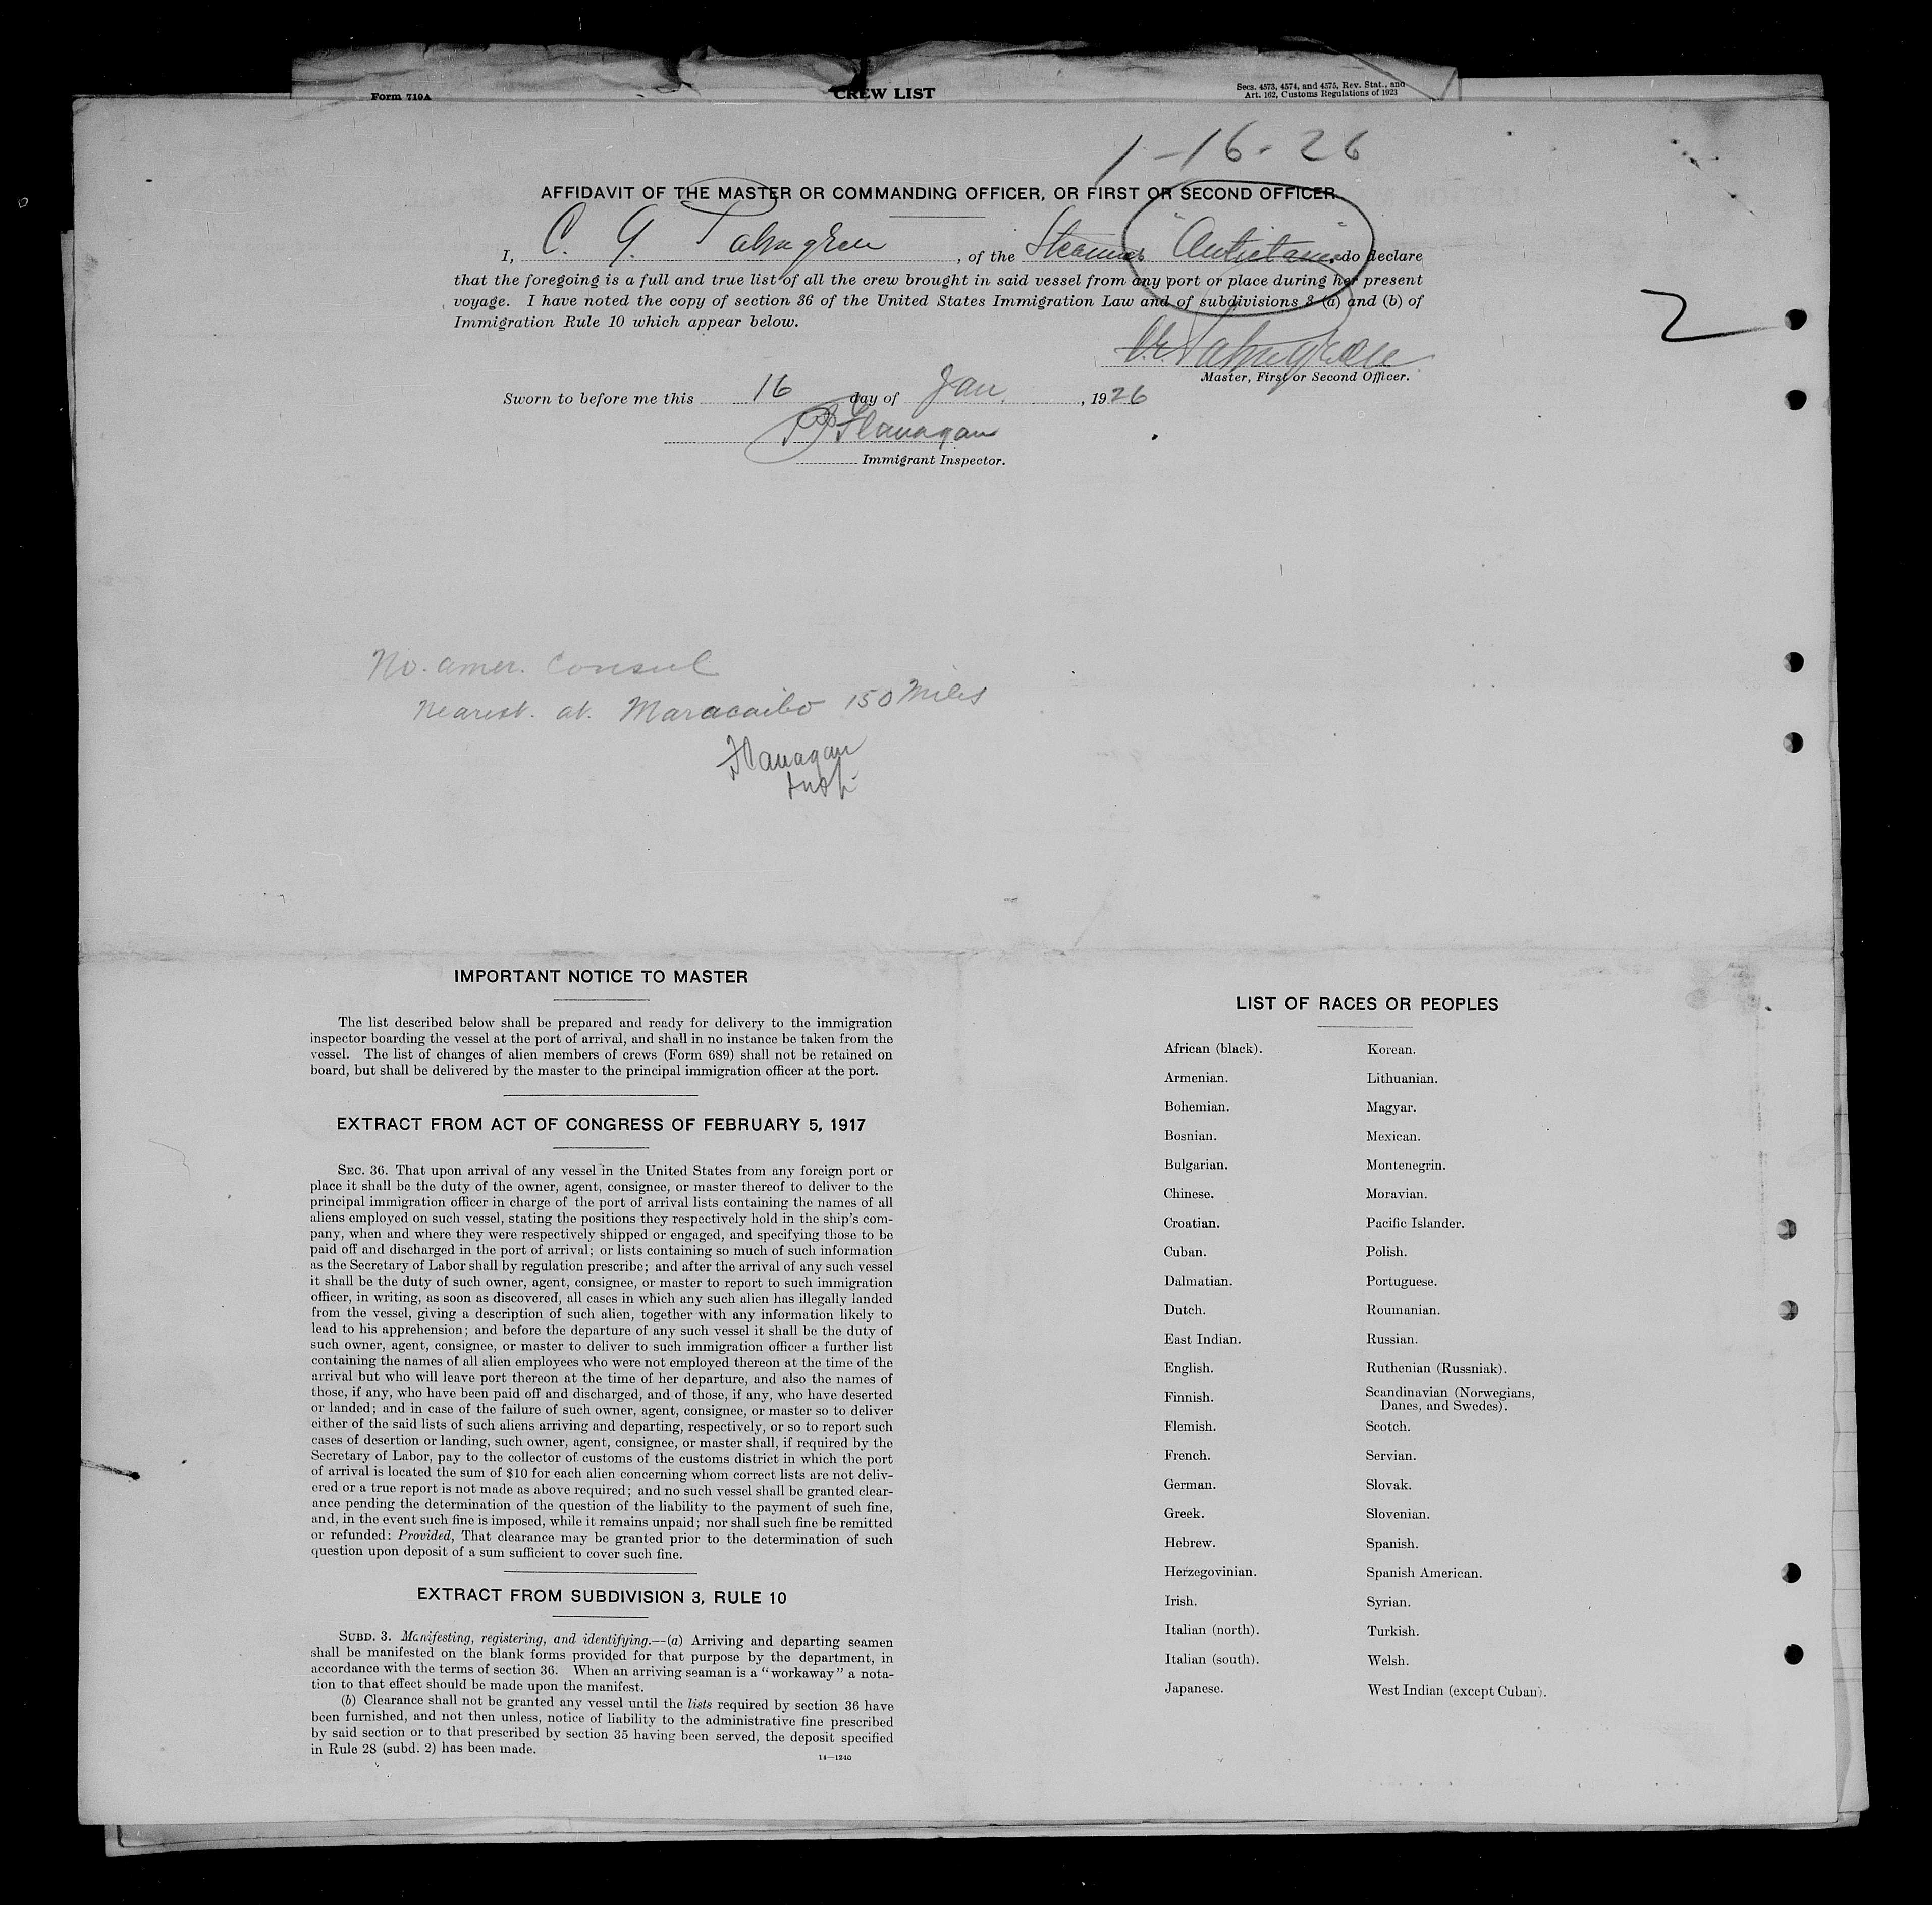 Form 710A
CREW LIST
Secs. 4573, 4574, and 4575, Rev. Stat., and
Art. 162, Customs Regulations of 1923
1-16-26
AFFIDAVIT OF THE MASTER OR COMMANDING OFFICER, OR FIRST OR SECOND OFFICER
I, C. G. , of the Steamer "Antietam" do declare
that the foregoing is a full and true list of all the crew brought in said vessel from any port or place during her present
voyage. I have noted the copy of section 36 of the United States Immigration Law and of subdivisions 3 (a) and (b) of
Immigration Rule 10 which appear below.
2
Master, First or Second Officer.
Sworn to before me this 16 day of Jan. , 1926
Flanagan
Immigrant Inspector.
No. amer. Consul
nearest. at. Maracaibo 150 Miles
Flanagan
Insp
IMPORTANT NOTICE TO MASTER
The list described below shall be prepared and ready for delivery to the immigration
inspector boarding the vessel at the port of arrival, and shall in no instance be taken from the
vessel. The list of changes of alien members of crews (Form 689) shall not be retained on
board, but shall be delivered by the master to the principal immigration officer at the port.
EXTRACT FROM ACT OF CONGRESS OF FEBRUARY 5, 1917
SEC. 36. That upon arrival of any vessel in the United States from any foreign port or
place it shall be the duty of the owner, agent, consignee, or master thereof to deliver to the
principal immigration officer in charge of the port of arrival lists containing the names of all
aliens employed on such vessel, stating the positions they respectively hold in the ship's com-
pany, when and where they were respectively shipped or engaged, and specifying those to be
paid off and discharged in the port of arrival; or lists containing so much of such information
as the Secretary of Labor shall by regulation prescribe; and after the arrival of any such vessel
it shall be the duty of such owner, agent, consignee, or master to report to such immigration
officer, in writing, as soon as discovered, all cases in which any such alien has illegally landed
from the vessel, giving a description of such alien, together with any information likely to
lead to his apprehension; and before the departure of any such vessel it shall be the duty of
such owner, agent, consignee, or master to deliver to such immigration officer a further list
containing the names of all alien employees who were not employed thereon at the time of the
arrival but who will leave port thereon at the time of her departure, and also the names of
those, if any, who have been paid off and discharged, and of those, if any, who have deserted
or landed; and in case of the failure of such owner, agent, consignee, or master so to deliver
either of the said lists of such aliens arriving and departing, respectively, or so to report such
cases of desertion or landing, such owner, agent, consignee, or master shall, if required by the
Secretary of Labor, pay to the collector of customs of the customs district in which the port
of arrival is located the sum of $10 for each alien concerning whom correct lists are not deliv-
ered or a true report is not made as above required; and no such vessel shall be granted clear-
ance pending the determination of the question of the liability to the payment of such fine,
and, in the event such fine is imposed, while it remains unpaid; nor shall such fine be remitted
or refunded: Provided, That clearance may be granted prior to the determination of such
question upon deposit of a sum sufficient to cover such fine.
EXTRACT FROM SUBDIVISION 3, RULE 10
SUBD. 3. Manifesting, registering, and identifying.—(a) Arriving and departing seamen
shall be manifested on the blank forms provided for that purpose by the department, in
accordance with the terms of section 36. When an arriving seaman is a "workaway" a nota-
tion to that effect should be made upon the manifest.
(b) Clearance shall not be granted any vessel until the lists required by section 36 have
been furnished, and not then unless, notice of liability to the administrative fine prescribed
by said section or to that prescribed by section 35 having been served, the deposit specified
in Rule 28 (subd. 2) has been made.
14—1240
LIST OF RACES OR PEOPLES
African (black).
Armenian.
Bohemian.
Bosnian.
Bulgarian.
Chinese.
Croatian.
Cuban.
Dalmatian.
Dutch.
East Indian.
English.
Finnish.
Flemish.
French.
German.
Greek.
Hebrew.
Herzegovinian.
Irish.
Italian (north).
Italian (south).
Japanese.
Korean.
Lithuanian.
Magyar.
Mexican.
Montenegrin.
Moravian.
Pacific Islander.
Polish.
Portuguese.
Roumanian.
Russian.
Ruthenian (Russniak).
Scandinavian (Norwegians,
Danes, and Swedes).
Scotch.
Servian.
Slovak.
Slovenian.
Spanish.
Spanish American.
Syrian.
Turkish.
Welsh.
West Indian (except Cuban).